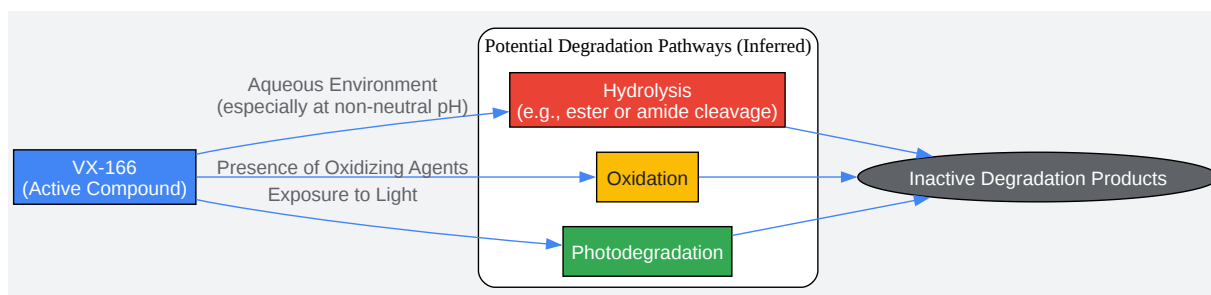 Potential Degradation Pathways (Inferred)
Aqueous Environment
(especially at non-neutral pH)
Hydrolysis
(e.g., ester or amide cleavage)
VX-166
(Active Compound)
Presence of Oxidizing Agents
Oxidation
Inactive Degradation Products
Exposure to Light
Photodegradation